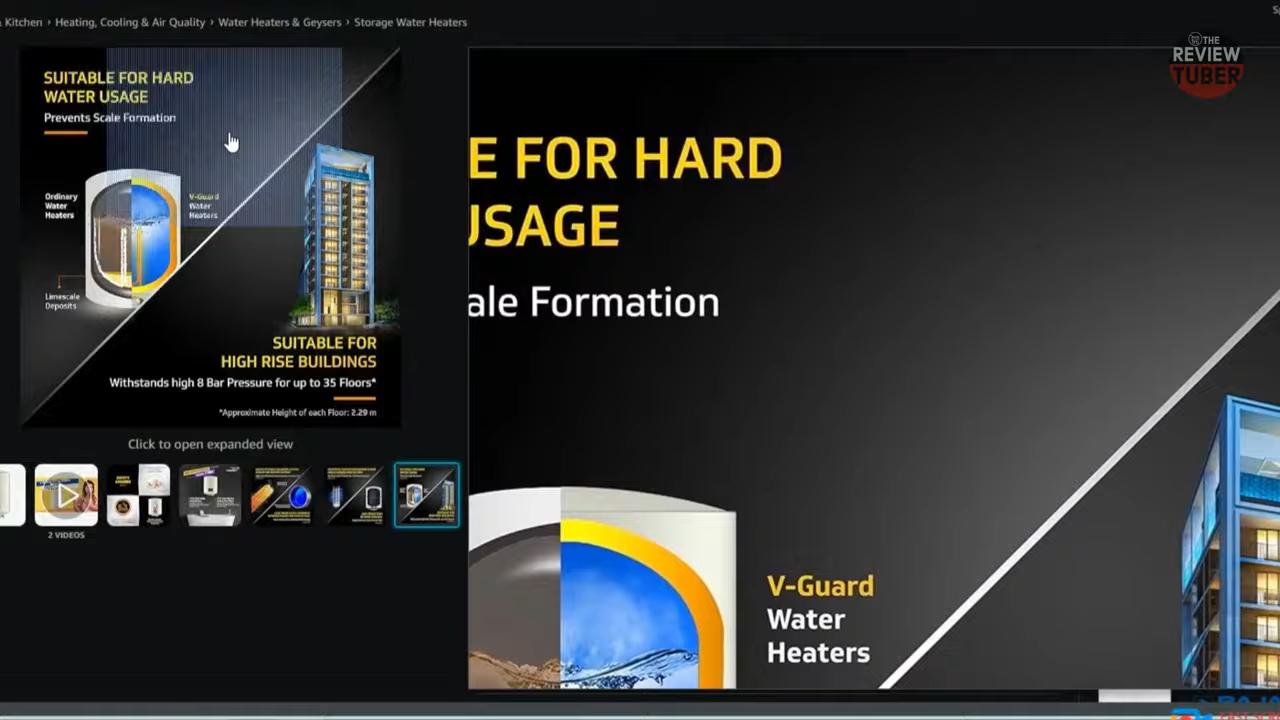 Kitchen › Heating, Cooling & Air Quality › Water Heaters & Geysers › Storage Water Heaters
THE
REVIEW
TUBER
SUITABLE FOR HARD
WATER USAGE
Prevents Scale Formation
Ordinary
Water
Heaters
V-Guard
Water
Heaters
Limescale
Deposits
SUITABLE FOR
HIGH RISE BUILDINGS
Withstands high 8 Bar Pressure for up to 35 Floors*
*Approximate Height of each Floor: 2.29 m
Click to open expanded view
2 VIDEOS
E FOR HARD
USAGE
ale Formation
V-Guard
Water
Heaters